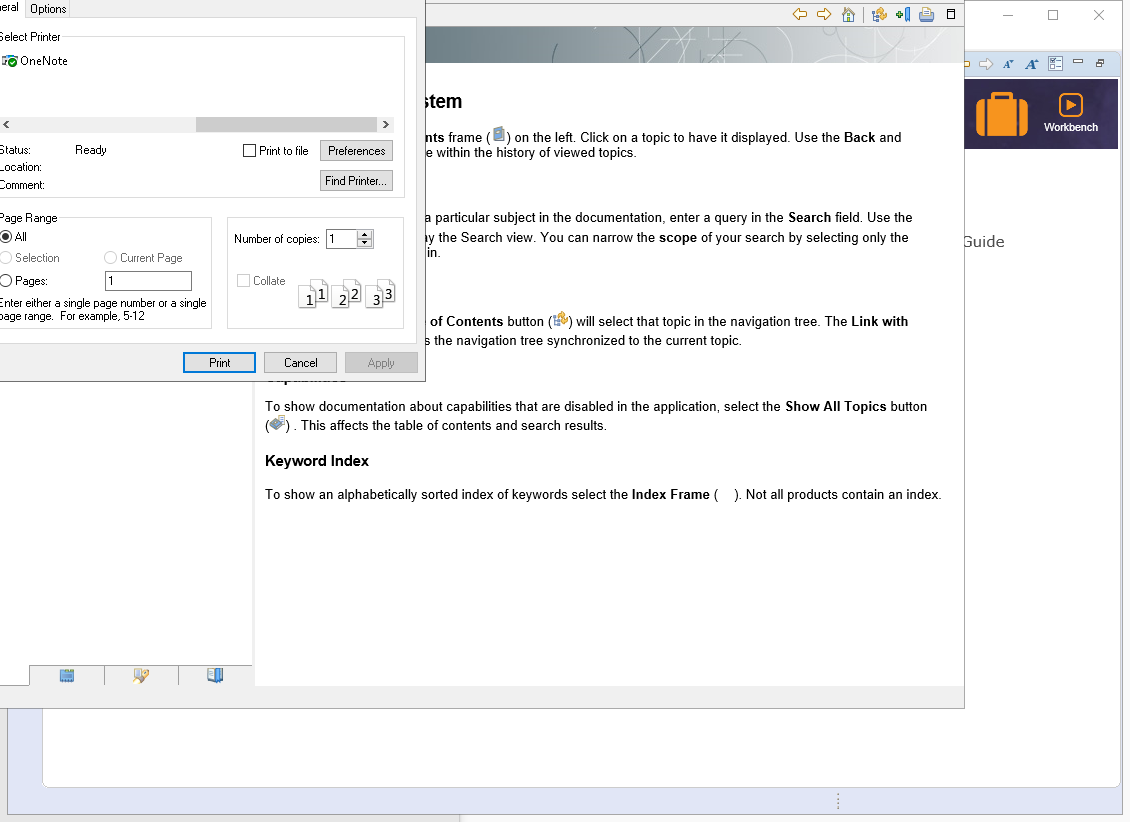 eral Options
Select Printer
OneNote
Status: Ready
Print to file Preferences
Location:
Comment:
Find Printer...
Page Range
All
Selection Current Page
Pages: 1
Enter either a single page number or a single
page range. For example, 5-12
Number of copies: 1
Collate
1 1 2 2 3 3
Print Cancel Apply
stem
nts frame ( ) on the left. Click on a topic to have it displayed. Use the Back and
e within the history of viewed topics.
a particular subject in the documentation, enter a query in the Search field. Use the
ay the Search view. You can narrow the scope of your search by selecting only the
in.
of Contents button ( ) will select that topic in the navigation tree. The Link with
s the navigation tree synchronized to the current topic.
To show documentation about capabilities that are disabled in the application, select the Show All Topics button
( ) . This affects the table of contents and search results.
Keyword Index
To show an alphabetically sorted index of keywords select the Index Frame ( ). Not all products contain an index.
A A
Workbench
Guide